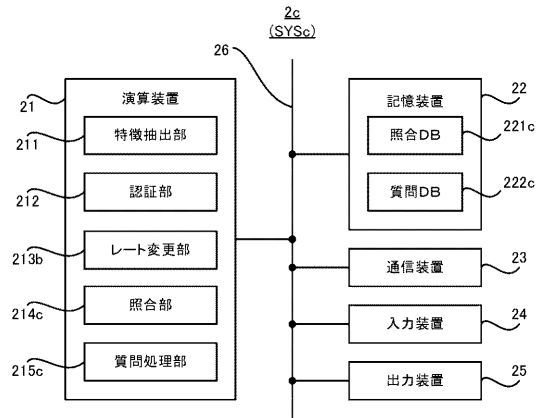 2c
(SYSc)
26
21
演算装置
211
特徴抽出部
212
認証部
213b
レート変更部
214c
照合部
215c
質問処理部
22
記憶装置
221c
照合DB
222c
質問DB
23
通信装置
24
入力装置
25
出力装置